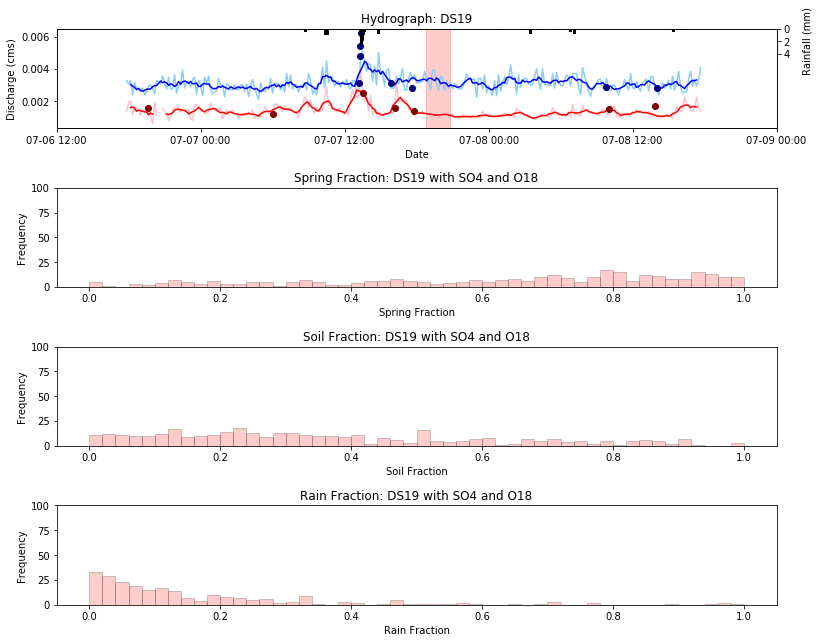 Hydrograph: DS19
0.006
0.004
0.002
Discharge (cms)
0
2
4
Rainfall (mm)
07-06 12:00 07-07 00:00 07-07 12:00 07-08 00:00 07-08 12:00 07-09 00:00
Date
Spring Fraction: DS19 with SO4 and O18
100
75
50
25
0
Frequency
0.0 0.2 0.4 0.6 0.8 1.0
Spring Fraction
Soil Fraction: DS19 with SO4 and O18
100
75
50
25
0
Frequency
0.0 0.2 0.4 0.6 0.8 1.0
Soil Fraction
Rain Fraction: DS19 with SO4 and O18
100
75
50
25
0
Frequency
0.0 0.2 0.4 0.6 0.8 1.0
Rain Fraction